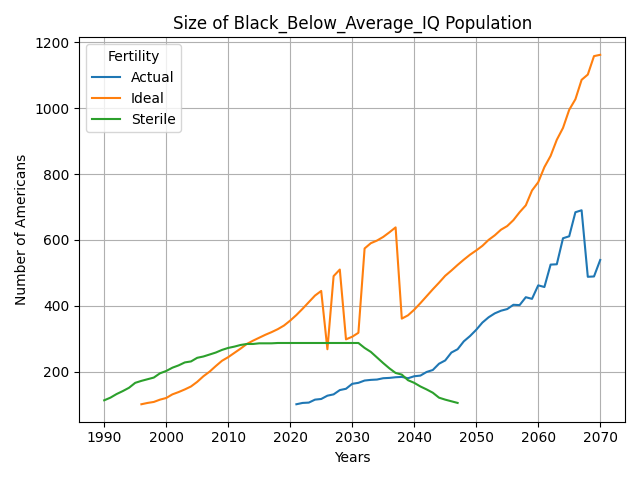 Size of Black_Below_Average_IQ Population
Fertility
Actual
Ideal
Sterile
Number of Americans
1200
1000
800
600
400
200
1990 2000 2010 2020 2030 2040 2050 2060 2070
Years